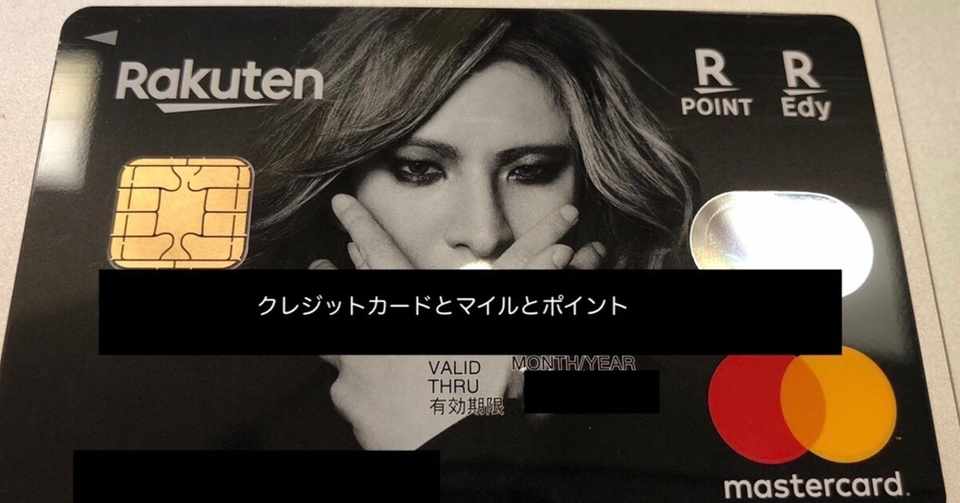 Rakuten
R
POINT
R
Edy
クレジットカードとマイルとポイント
VALID
THRU
有効期限
MONTH/YEAR
mastercard